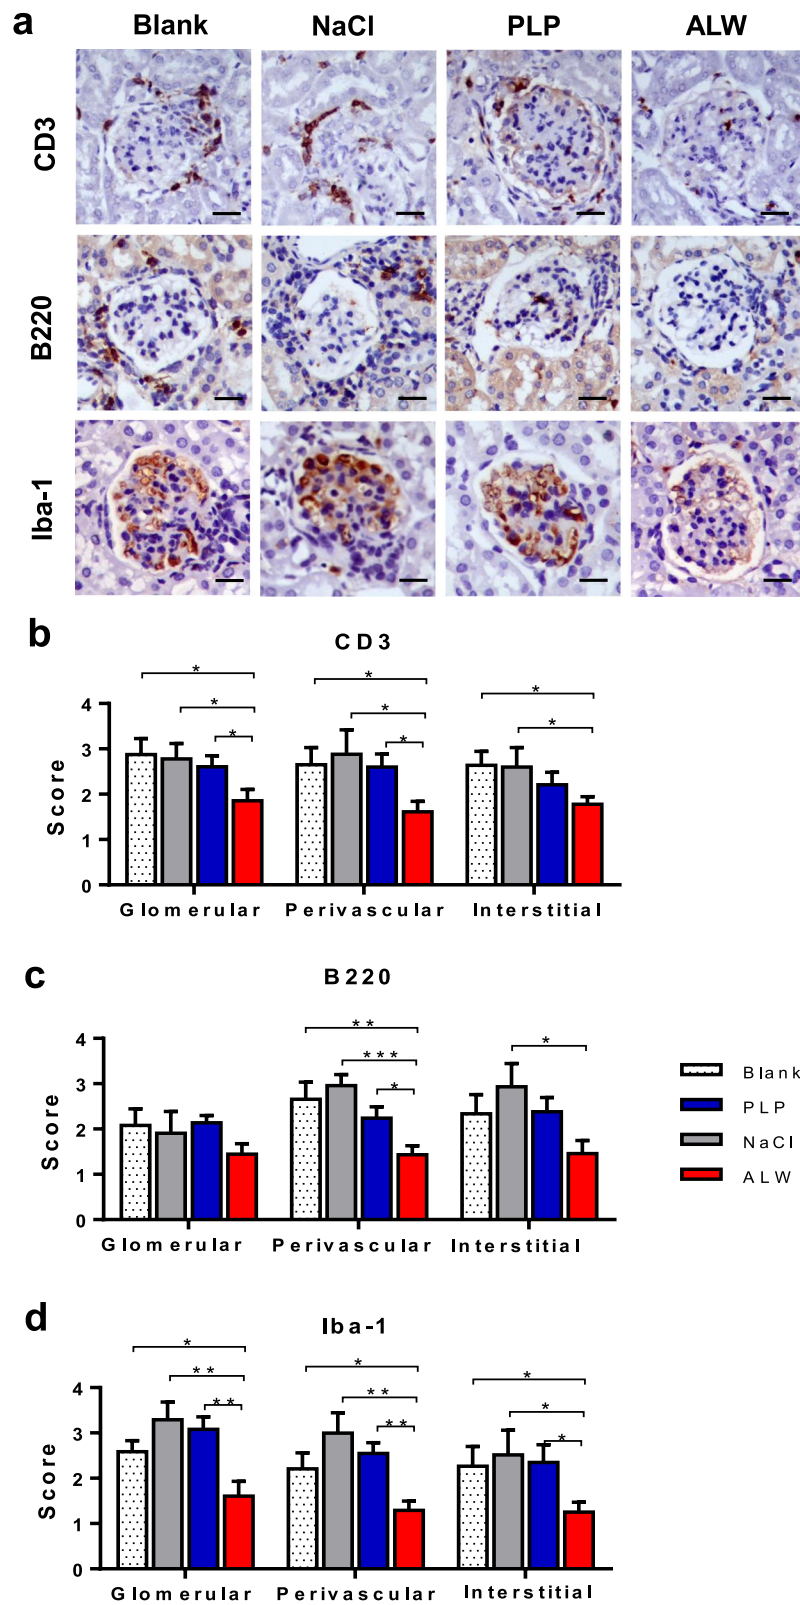 a
Blank NaCl PLP ALW
CD3
B220
Iba-1
b
CD3
* * *
* * *
* *
Score
4
3
2
1
0
Glomerular Perivascular Interstitial
c
B220
** *** *
*
Score
4
3
2
1
0
Glomerular Perivascular Interstitial
Blank
PLP
NaCl
ALW
d
Iba-1
* ** **
* ** **
* * *
Score
4
3
2
1
0
Glomerular Perivascular Interstitial